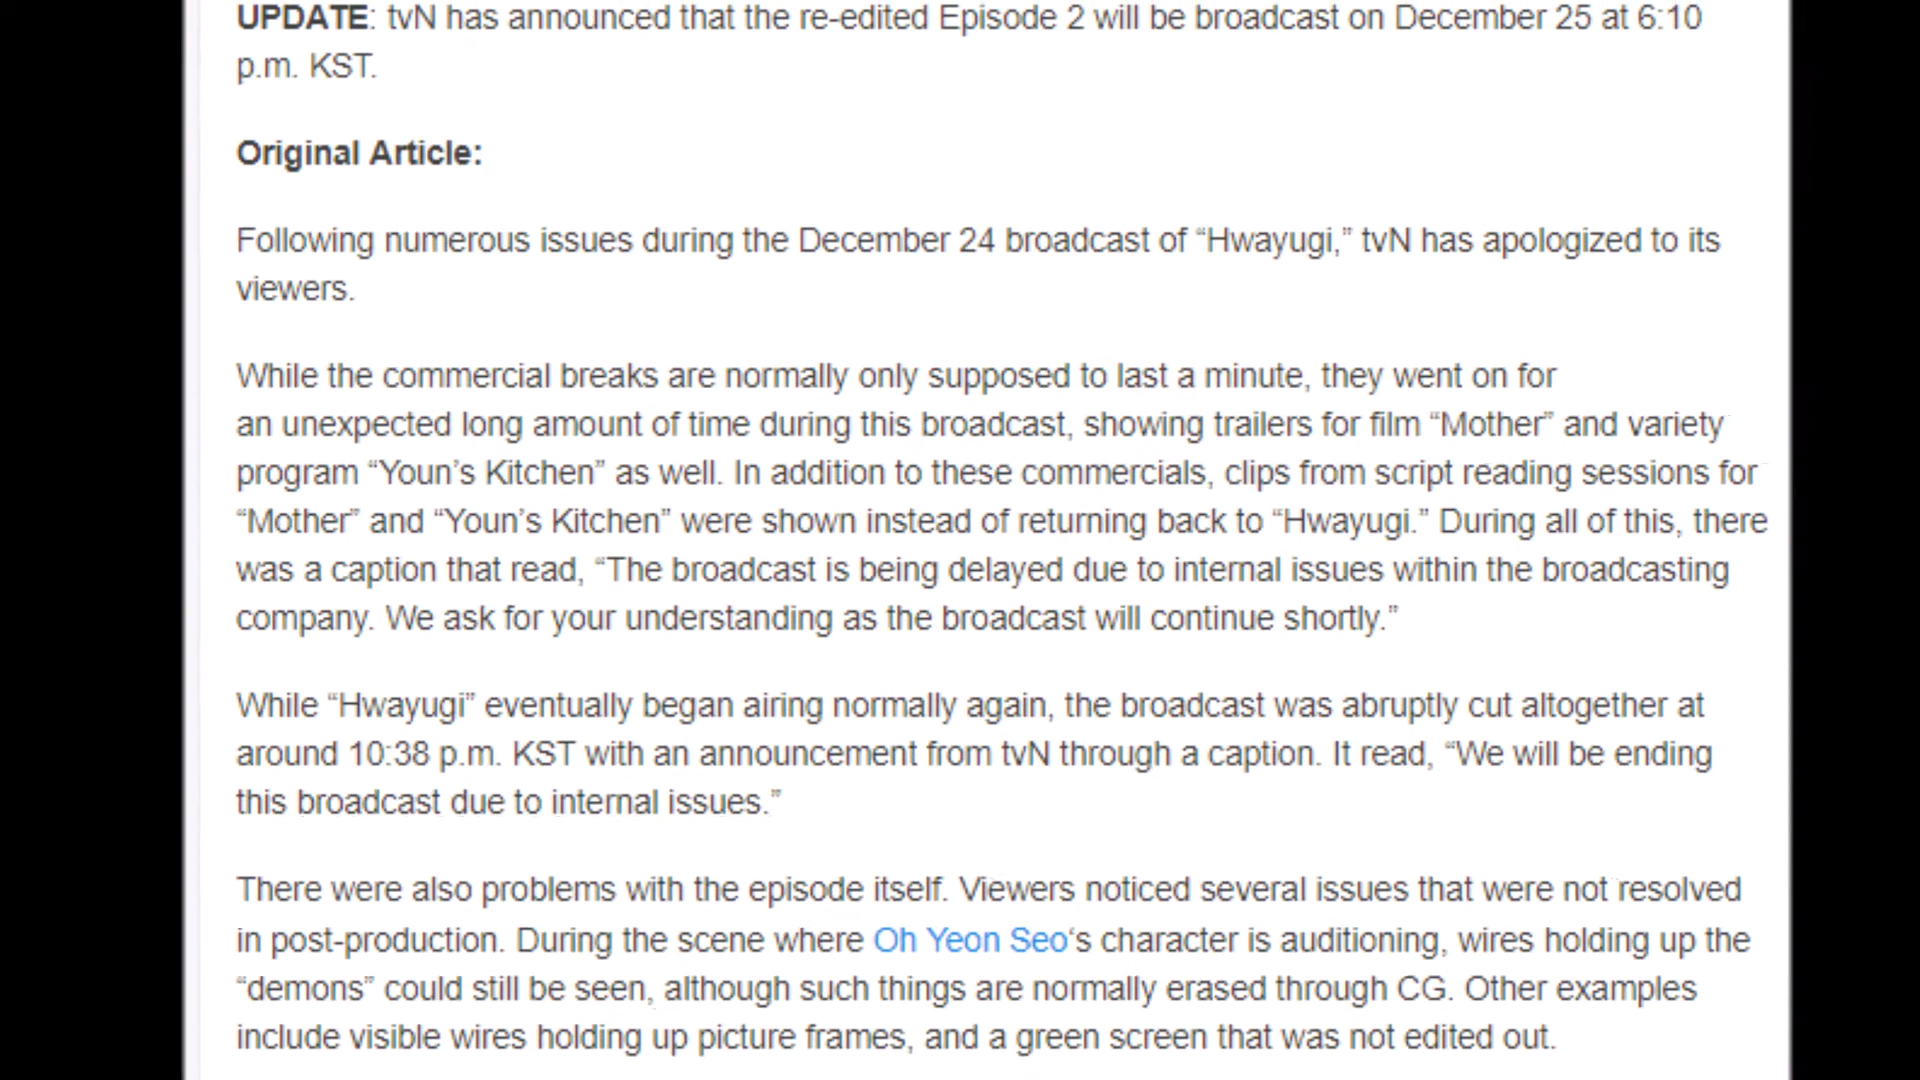 UPDATE: tvN has announced that the re-edited Episode 2 will be broadcast on December 25 at 6:10
p.m. KST.
Original Article:
Following numerous issues during the December 24 broadcast of “Hwayugi,” tvN has apologized to its
viewers.
While the commercial breaks are normally only supposed to last a minute, they went on for
an unexpected long amount of time during this broadcast, showing trailers for film “Mother” and variety
program “Youn’s Kitchen” as well. In addition to these commercials, clips from script reading sessions for
“Mother” and “Youn’s Kitchen” were shown instead of returning back to “Hwayugi.” During all of this, there
was a caption that read, “The broadcast is being delayed due to internal issues within the broadcasting
company. We ask for your understanding as the broadcast will continue shortly.”
While “Hwayugi” eventually began airing normally again, the broadcast was abruptly cut altogether at
around 10:38 p.m. KST with an announcement from tvN through a caption. It read, “We will be ending
this broadcast due to internal issues.”
There were also problems with the episode itself. Viewers noticed several issues that were not resolved
in post-production. During the scene where Oh Yeon Seo‘s character is auditioning, wires holding up the
“demons” could still be seen, although such things are normally erased through CG. Other examples
include visible wires holding up picture frames, and a green screen that was not edited out.